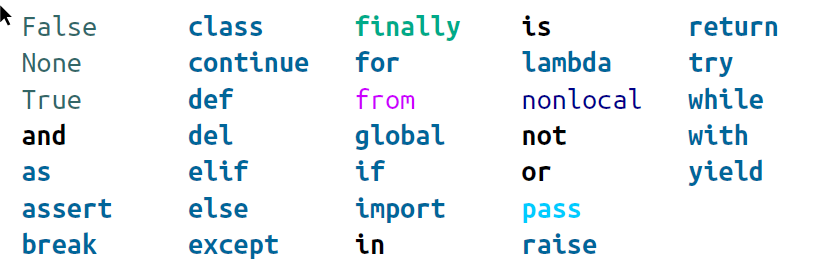 False class finally is return
None continue for lambda try
True def from nonlocal while
and del global not with
as elif if or yield
assert else import pass
break except in raise